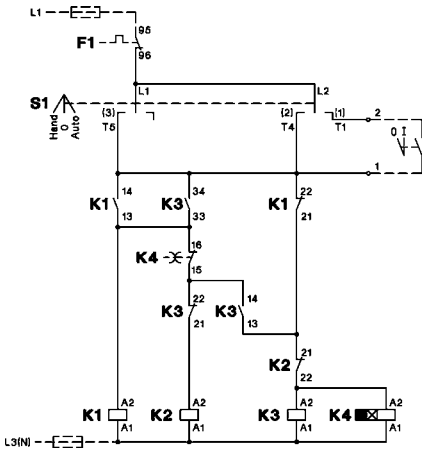 L1
95
F1
96
L1
L2
S1
Hand
0
Auto
(3)
T5
(2)
T4
(1)
T1
2
0 I
1
14
K1
13
34
K3
33
22
K1
21
16
K4
15
22
K3
21
14
K3
13
21
K2
22
A2
K1
A1
A2
K2
A1
A2
K3
A1
A2
K4
A1
L3(N)